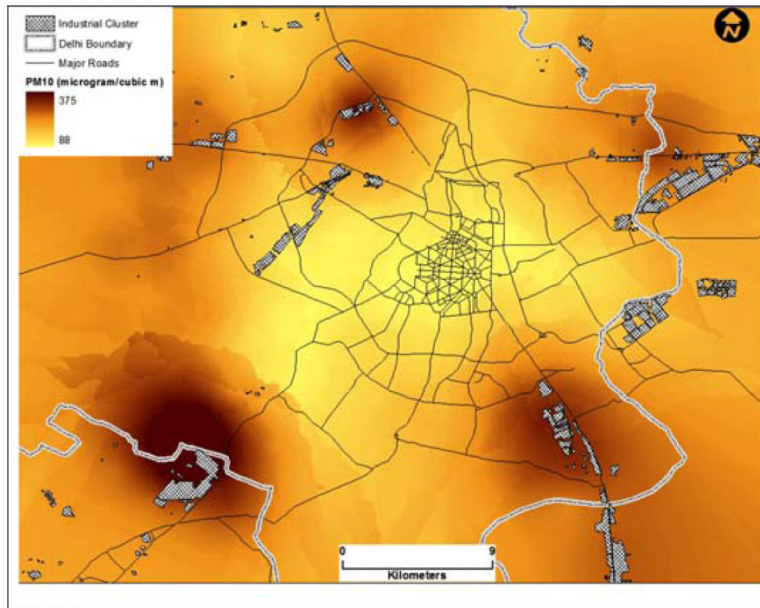 Industrial Cluster
Delhi Boundary
Major Roads
PM10 (microgram/cubic m)
375
88
N
0 9
Kilometers